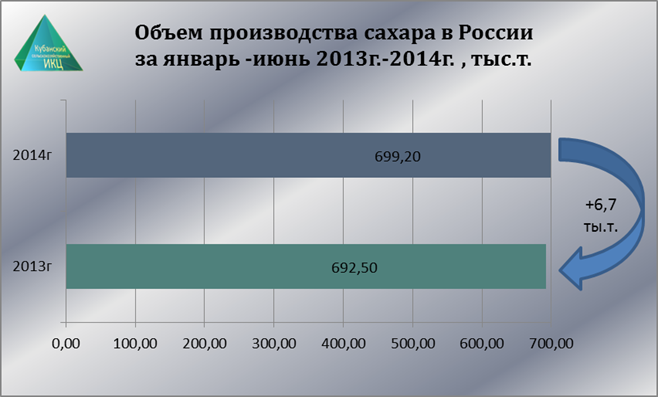 Кубанский
ИКЦ
Объем производства сахара в России
за январь -июнь 2013г.-2014г. , тыс.т.
2014г
699,20
+6,7
ты.т.
2013г
692,50
0,00 100,00 200,00 300,00 400,00 500,00 600,00 700,00